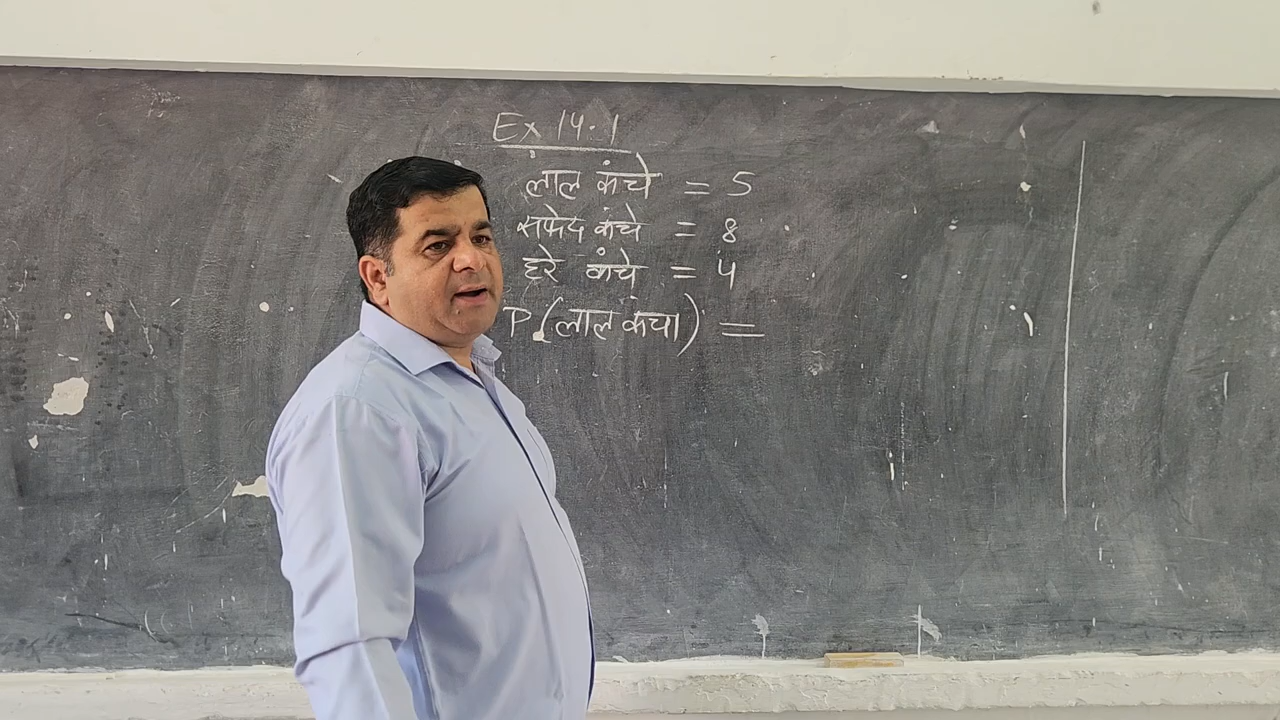 Ex 14.1
लाल कंचे = 5
सफेद कंचे = 8
हरे कंचे = 4
P(लाल कंचा) =